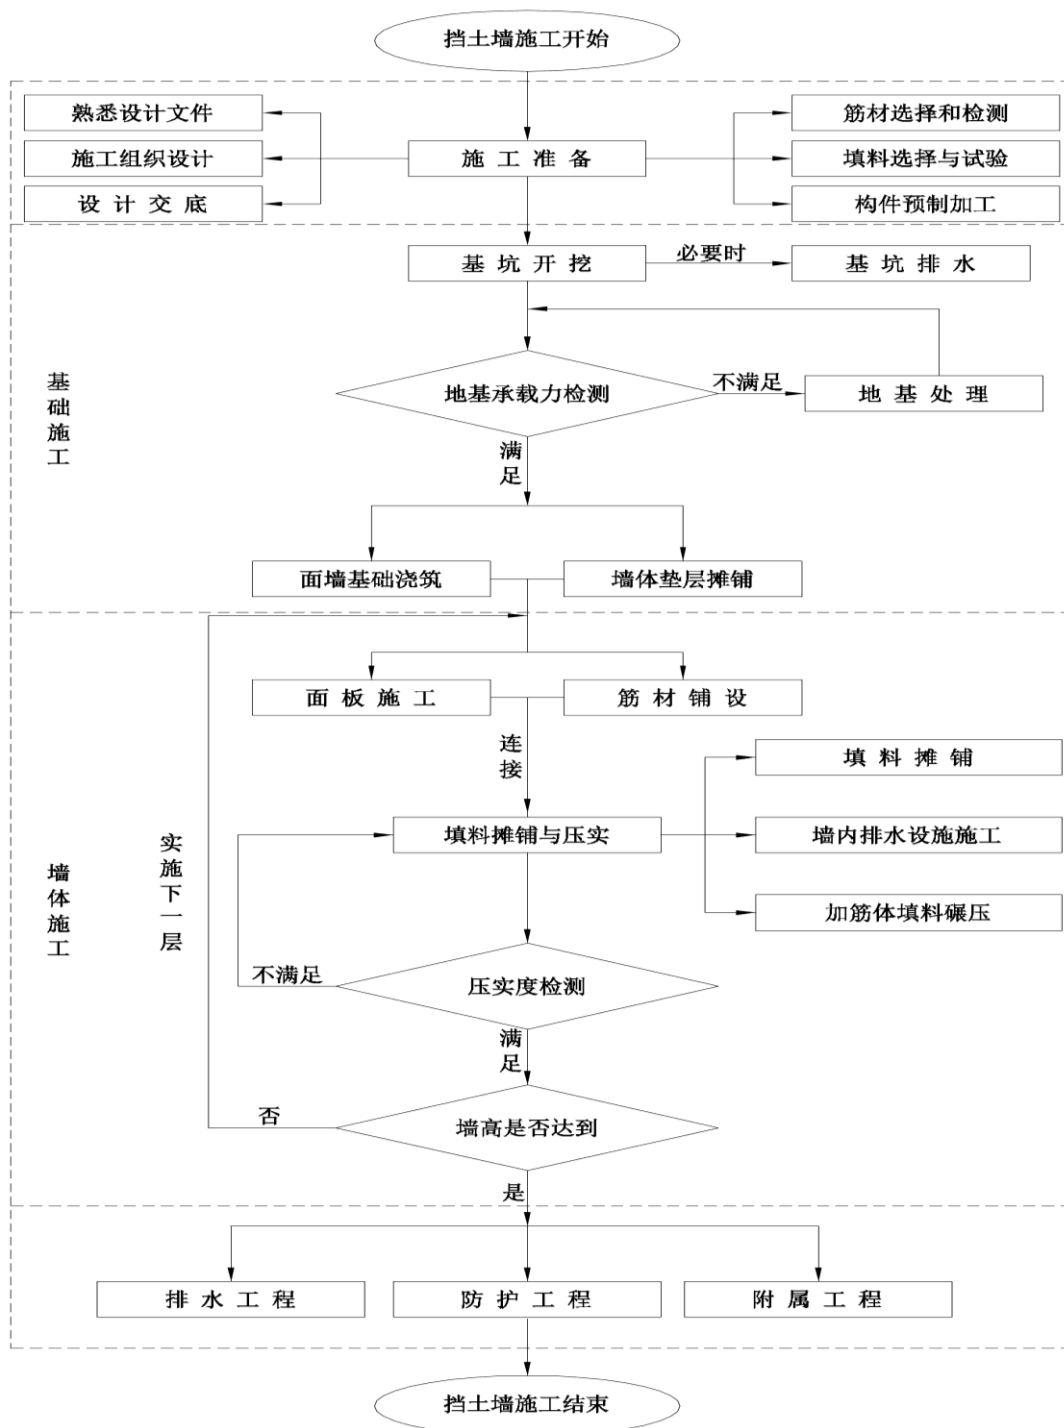 挡土墙施工开始
熟悉设计文件
施工组织设计
设计交底
施工准备
筋材选择和检测
填料选择与试验
构件预制加工
基础施工
基坑开挖
必要时
基坑排水
地基承载力检测
不满足
地基处理
满足
面墙基础浇筑
墙体垫层摊铺
墙体施工
实施下一层
面板施工
筋材铺设
连接
填料摊铺与压实
填料摊铺
墙内排水设施施工
加筋体填料碾压
不满足
压实度检测
满足
否
墙高是否达到
是
排水工程
防护工程
附属工程
挡土墙施工结束